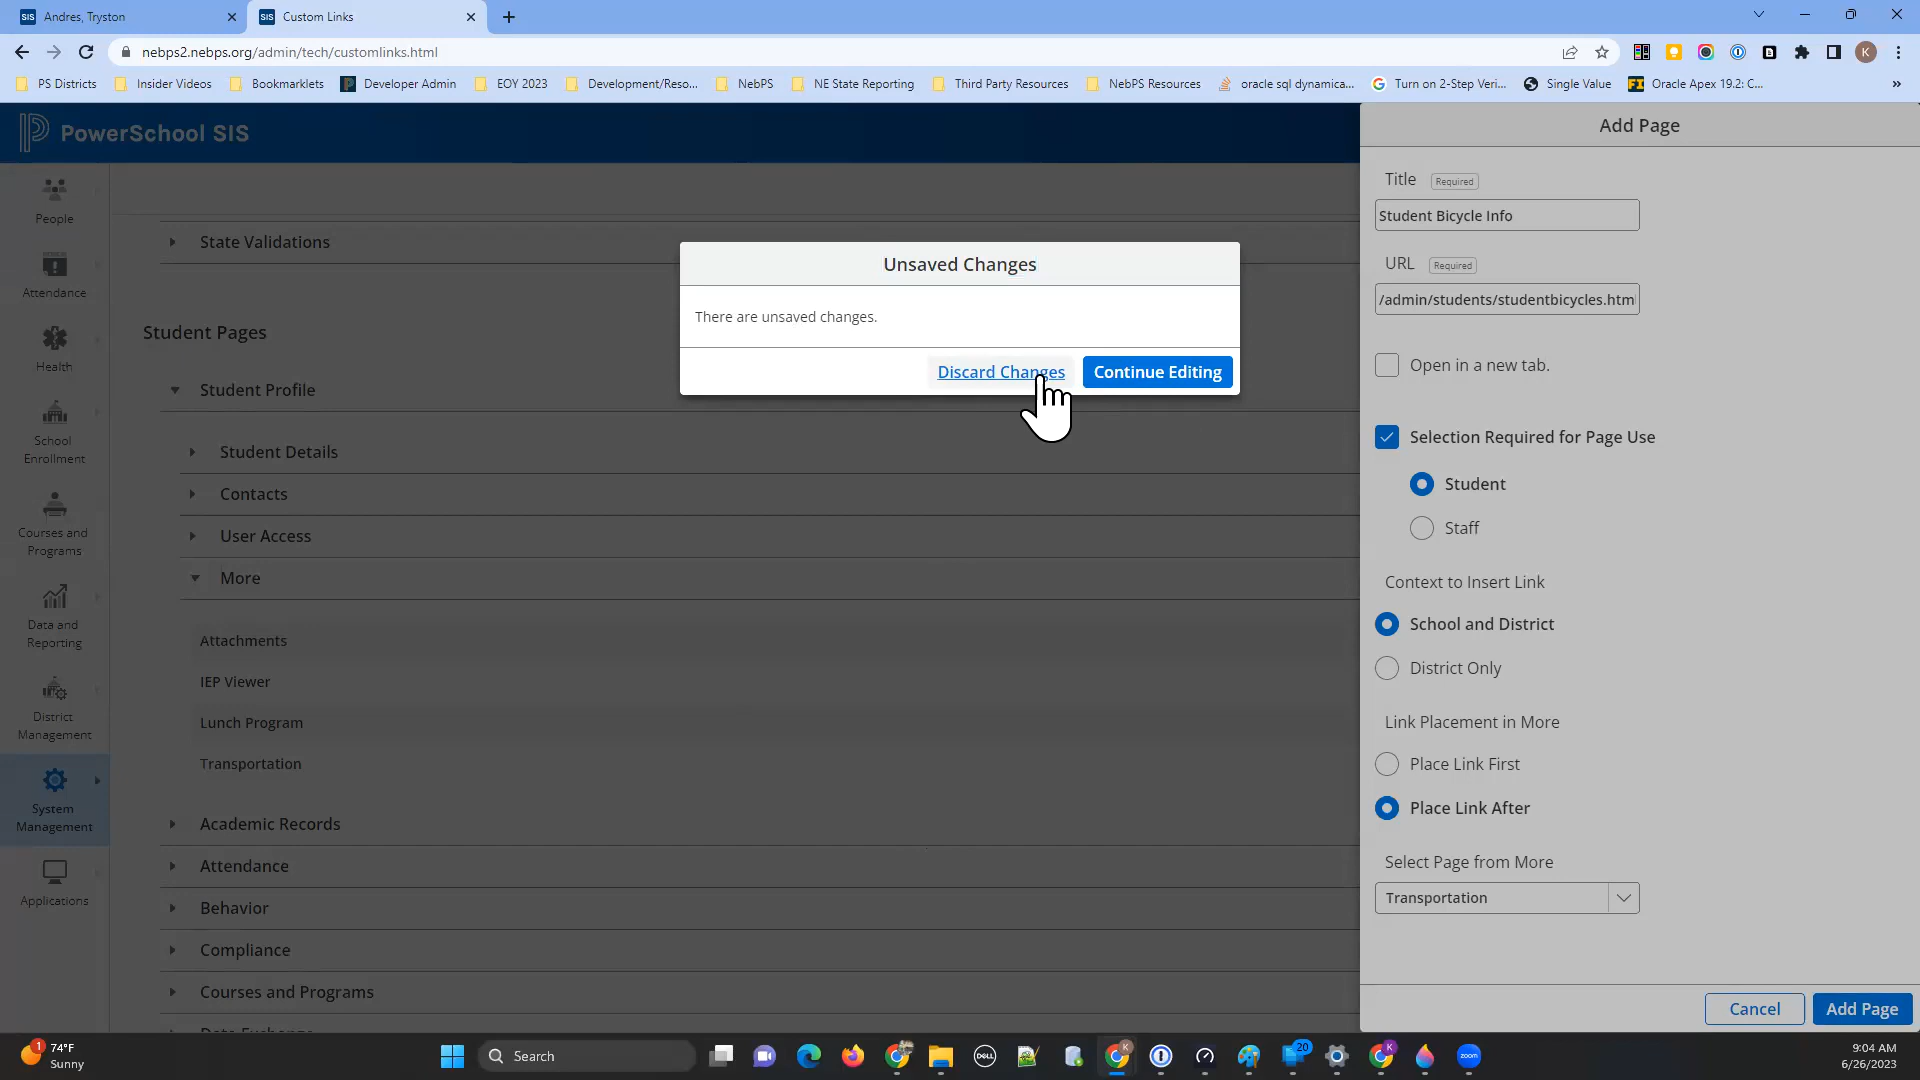 SIS Andres, Tryston
SIS Custom Links
nebps2.nebps.org/admin/tech/customlinks.html
K
PS Districts
Insider Videos
Bookmarklets
Developer Admin
EOY 2023
Development/Reso...
NebPS
NE State Reporting
Third Party Resources
NebPS Resources
oracle sql dynamica...
Turn on 2-Step Veri...
Single Value
Oracle Apex 19.2: C...
»
PowerSchool SIS
People
Attendance
Health
School
Enrollment
Courses and
Programs
Data and
Reporting
District
Management
System
Management
Applications
State Validations
Student Pages
Student Profile
Student Details
Contacts
User Access
More
Attachments
IEP Viewer
Lunch Program
Transportation
Academic Records
Attendance
Behavior
Compliance
Courses and Programs
Data Exchange
Unsaved Changes
There are unsaved changes.
Discard Changes
Continue Editing
Add Page
Title Required
Student Bicycle Info
URL Required
/admin/students/studentbicycles.htm
Open in a new tab.
Selection Required for Page Use
Student
Staff
Context to Insert Link
School and District
District Only
Link Placement in More
Place Link First
Place Link After
Select Page from More
Transportation
Cancel
Add Page
1
74°F
Sunny
Search
DELL
K
20
K
zoom
9:04 AM
6/26/2023